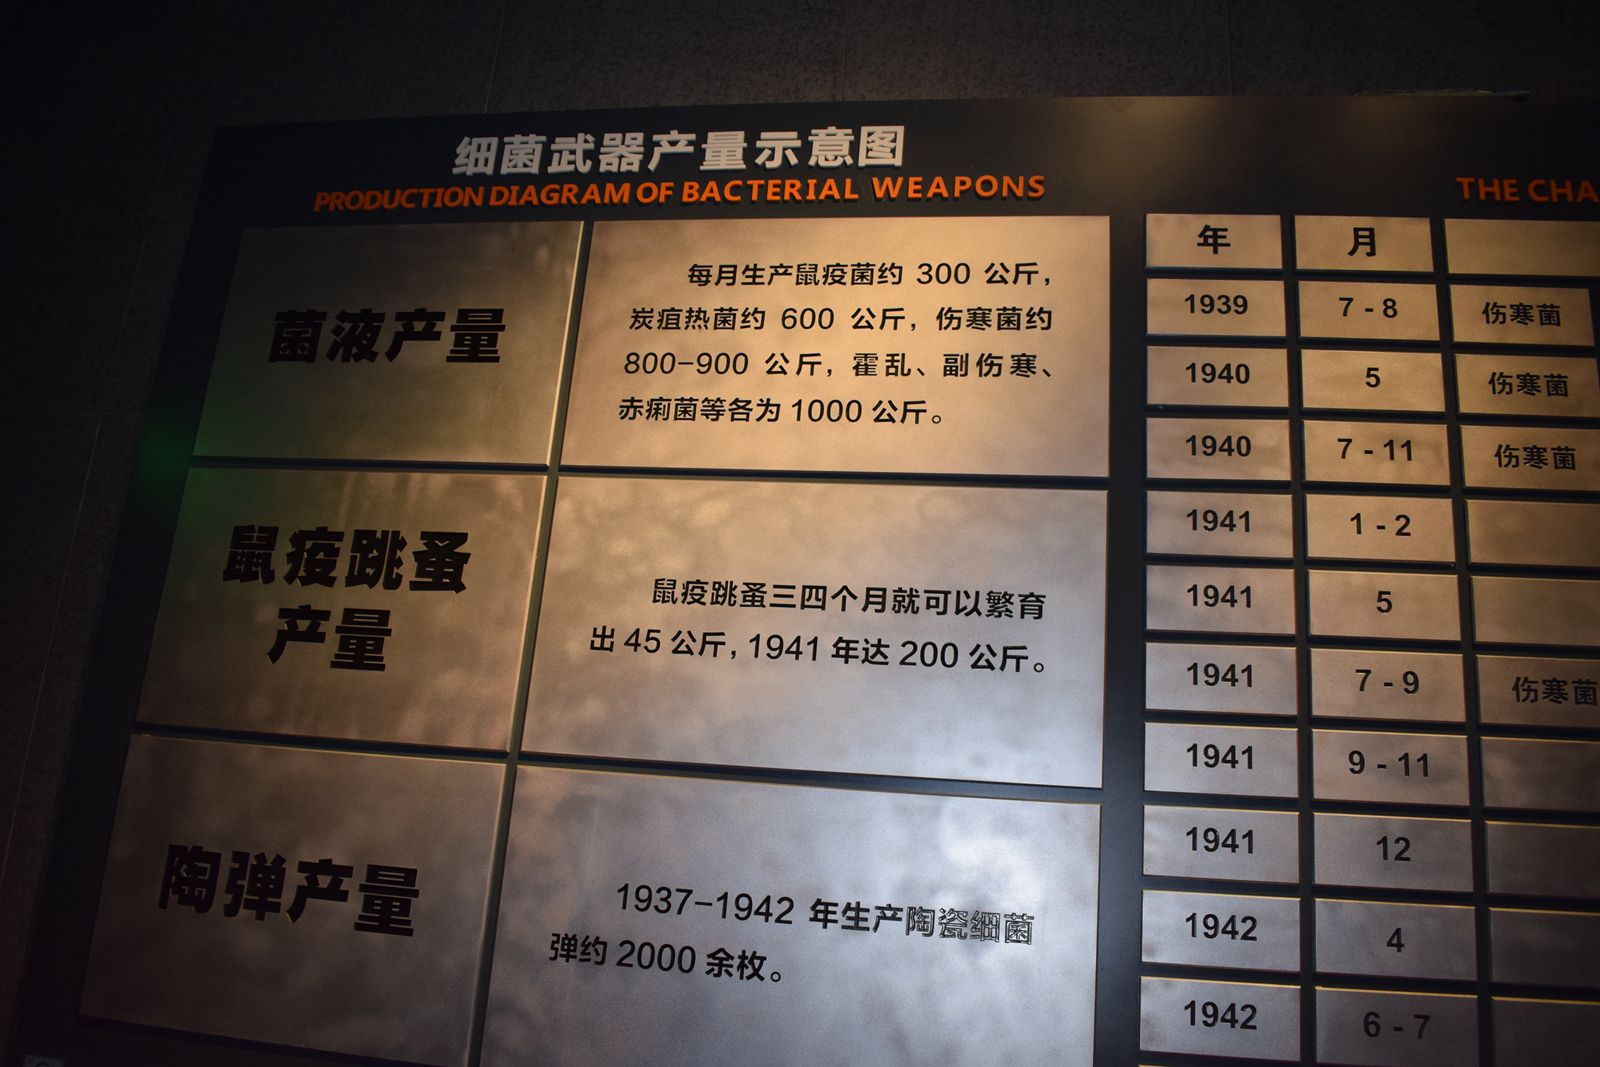 细菌武器产量示意图
PRODUCTION DIAGRAM OF BACTERIAL WEAPONS
菌液产量
每月生产鼠疫菌约 300 公斤，
炭疽热菌约 600 公斤，伤寒菌约
800-900 公斤，霍乱、副伤寒、
赤痢菌等各为 1000 公斤。
鼠疫跳蚤
产量
鼠疫跳蚤三四个月就可以繁育
出 45 公斤，1941 年达 200 公斤。
陶弹产量
1937-1942 年生产陶瓷细菌
弹约 2000 余枚。
THE CHA
年 月
1939 7 - 8 伤寒菌
1940 5 伤寒菌
1940 7 - 11 伤寒菌
1941 1 - 2
1941 5
1941 7 - 9 伤寒菌
1941 9 - 11
1941 12
1942 4
1942 6 - 7